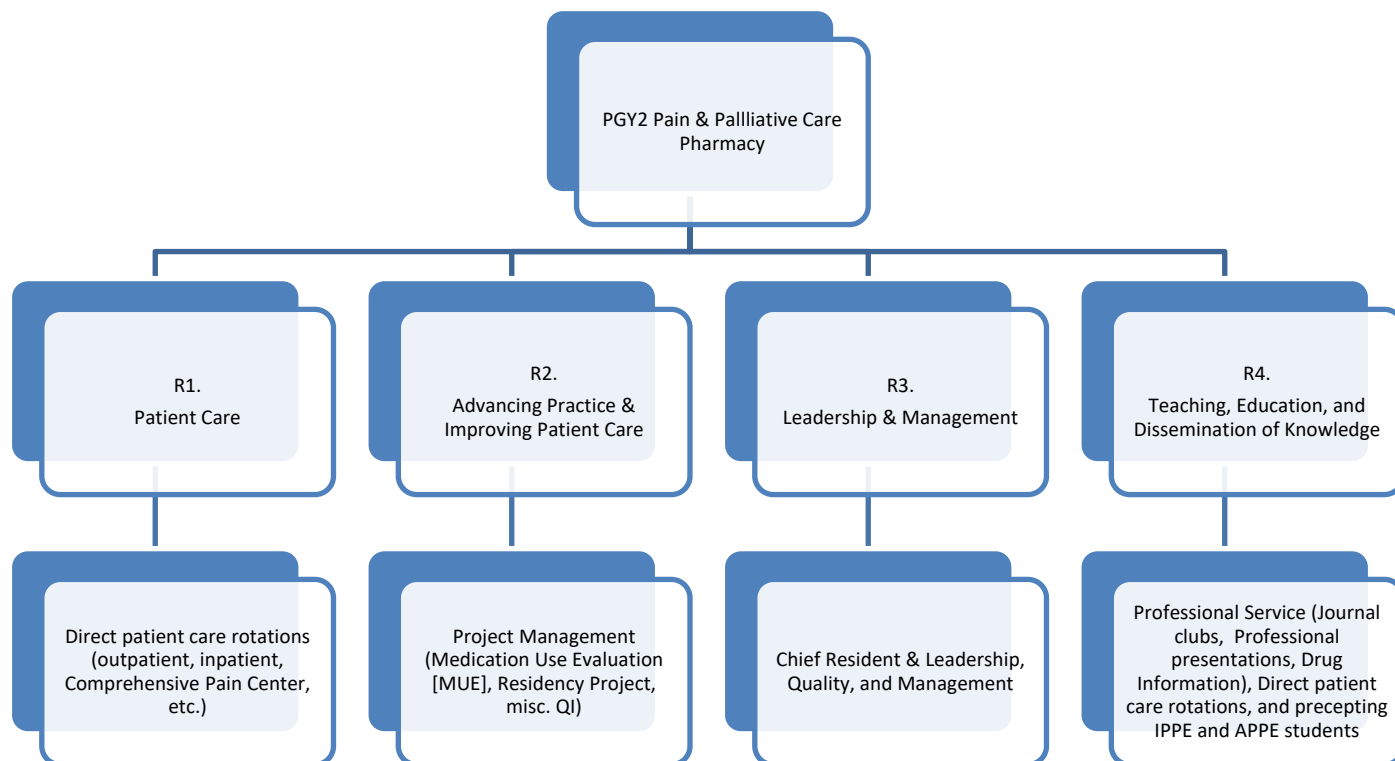 PGY2 Pain & Pallliative Care
Pharmacy
R1.
Patient Care
R2.
Advancing Practice &
Improving Patient Care
R3.
Leadership & Management
R4.
Teaching, Education, and
Dissemination of Knowledge
Direct patient care rotations
(outpatient, inpatient,
Comprehensive Pain Center,
etc.)
Project Management
(Medication Use Evaluation
[MUE], Residency Project,
misc. QI)
Chief Resident & Leadership,
Quality, and Management
Professional Service (Journal
clubs, Professional
presentations, Drug
Information), Direct patient
care rotations, and precepting
IPPE and APPE students